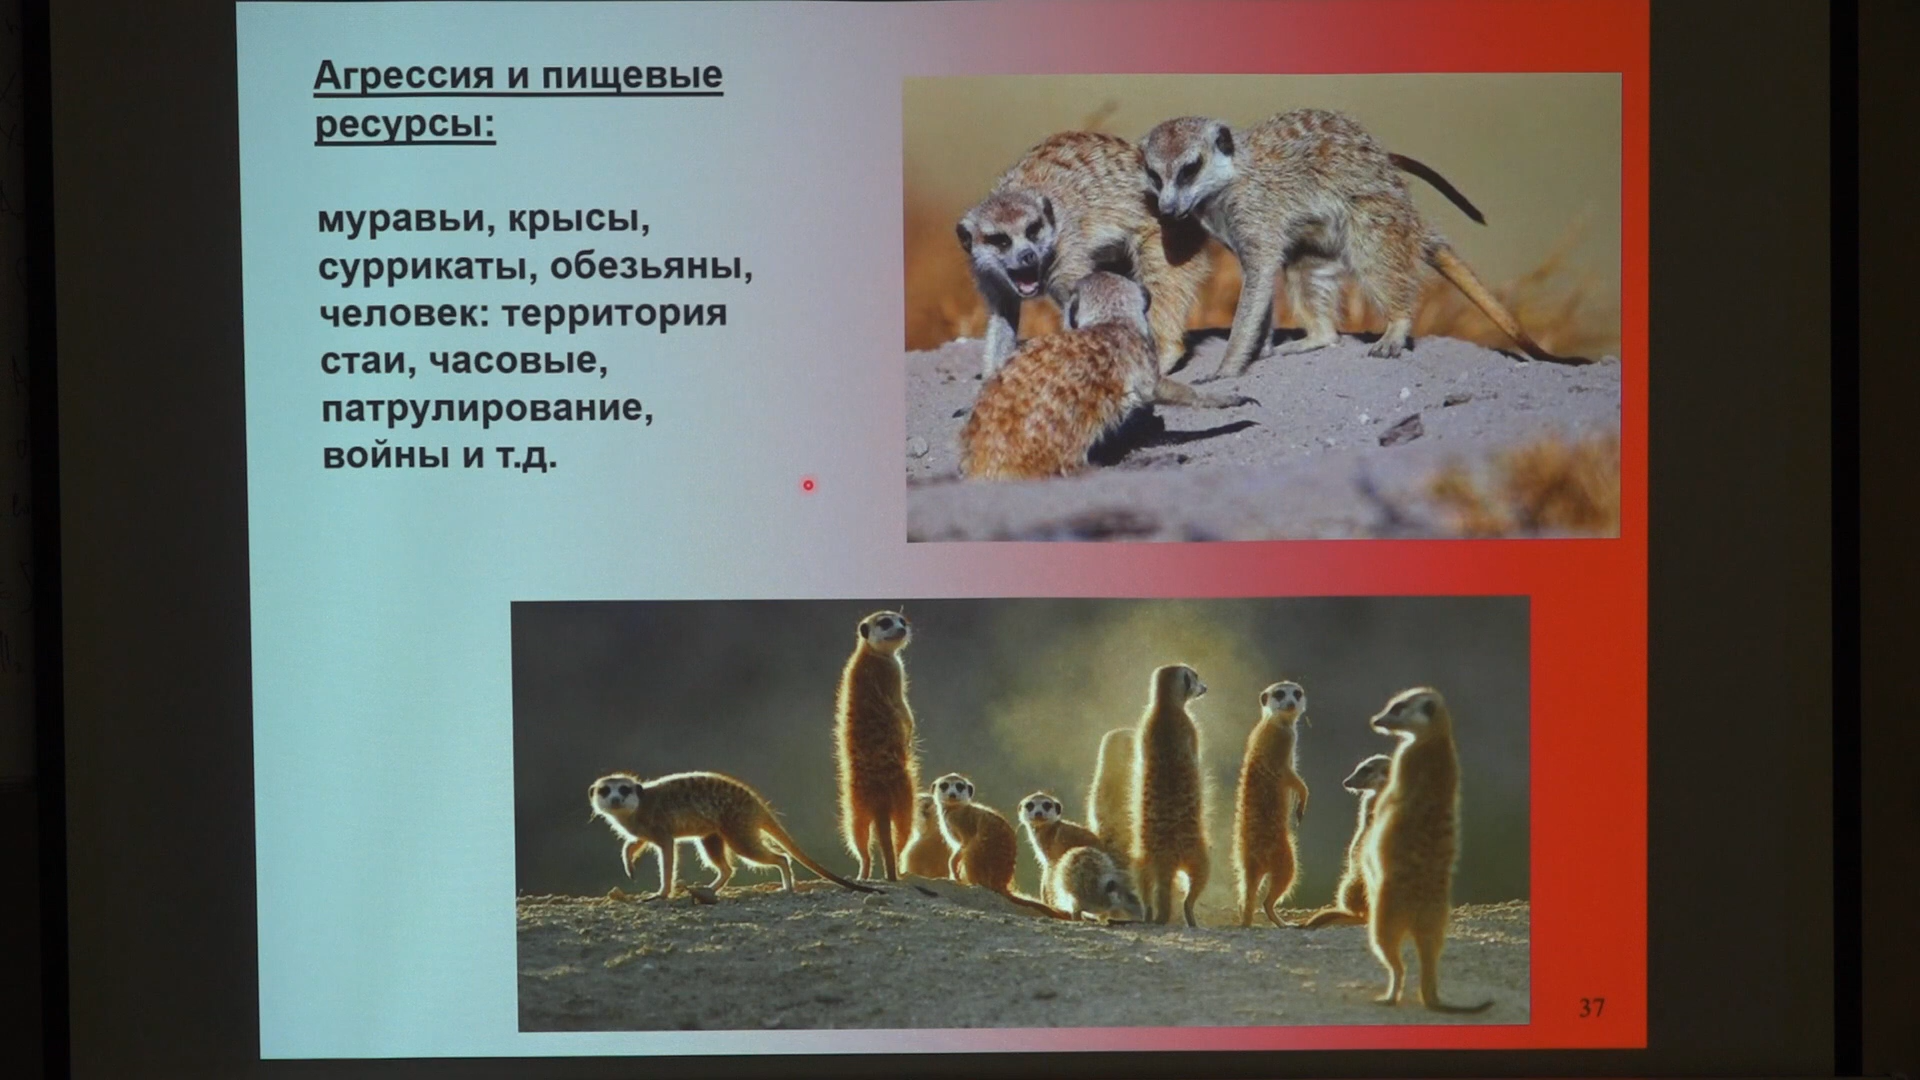 Агрессия и пищевые
ресурсы:
муравьи, крысы,
суррикаты, обезьяны,
человек: территория
стаи, часовые,
патрулирование,
войны и т.д.
37